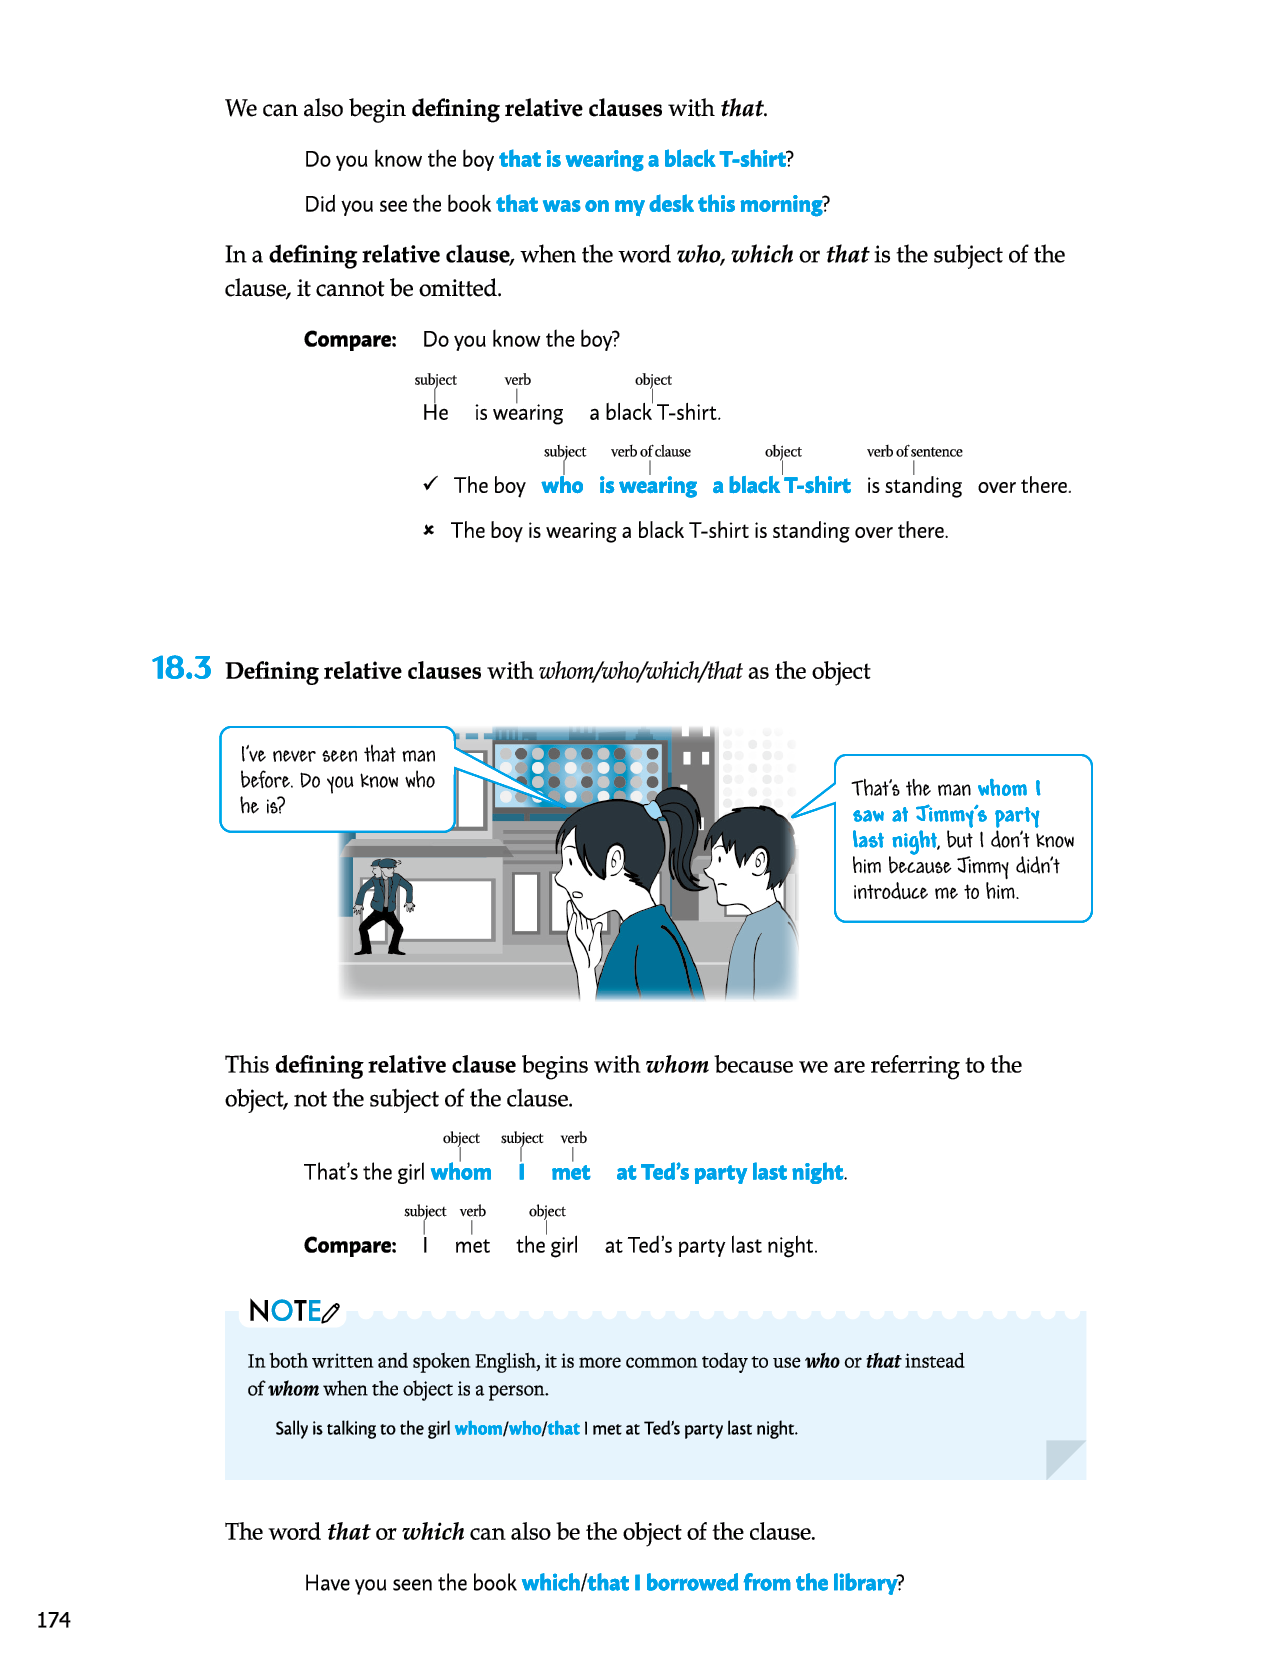 We can also begin defining relative clauses with that.
Do you know the boy that is wearing a black T-shirt?
Did you see the book that was on my desk this morning?
In a defining relative clause, when the word who, which or that is the subject of the
clause, it cannot be omitted.
Compare: Do you know the boy?
subject verb object
He is wearing a black T-shirt.
subject verb of clause object verb of sentence
✓ The boy who is wearing a black T-shirt is standing over there.
✘ The boy is wearing a black T-shirt is standing over there.
18.3 Defining relative clauses with whom/who/which/that as the object
I've never seen that man
before. Do you know who
he is?
That's the man whom I
saw at Jimmy's party
last night, but I don't know
him because Jimmy didn't
introduce me to him.
This defining relative clause begins with whom because we are referring to the
object, not the subject of the clause.
object subject verb
That's the girl whom I met at Ted's party last night.
subject verb object
Compare: I met the girl at Ted's party last night.
NOTE
In both written and spoken English, it is more common today to use who or that instead
of whom when the object is a person.
Sally is talking to the girl whom/who/that I met at Ted's party last night.
The word that or which can also be the object of the clause.
Have you seen the book which/that I borrowed from the library?
174